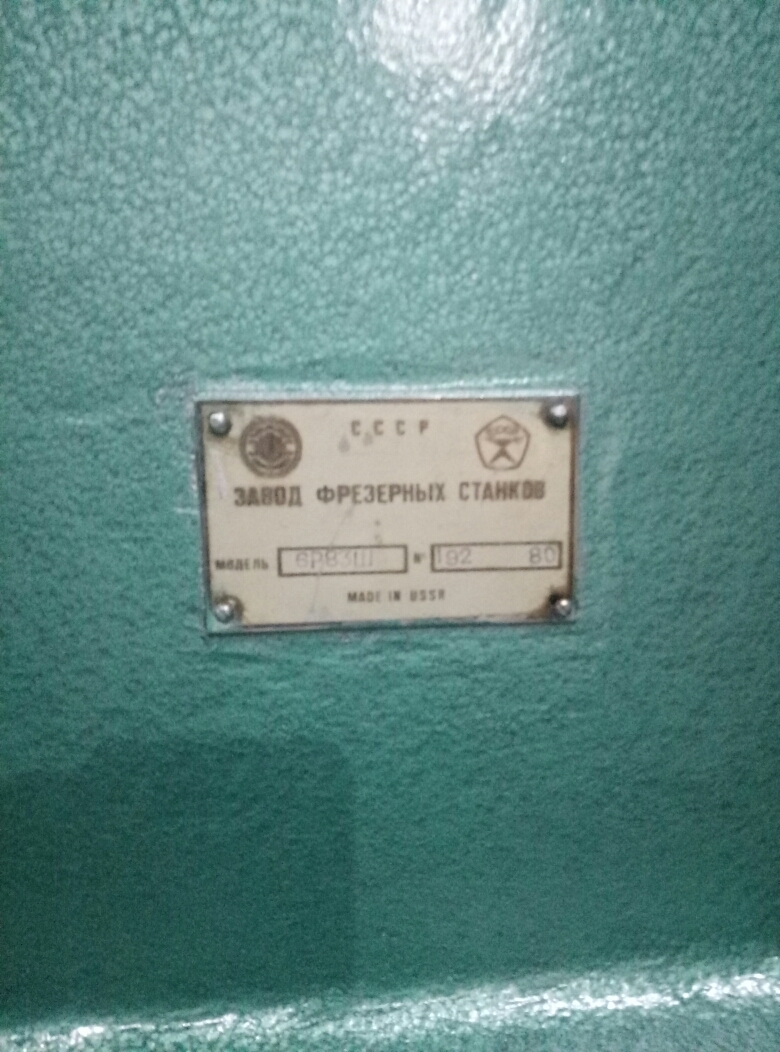 СССР
ЗАВОД ФРЕЗЕРНЫХ СТАНКОВ
МОДЕЛЬ 6Р83Ш № 192 80
MADE IN USSR